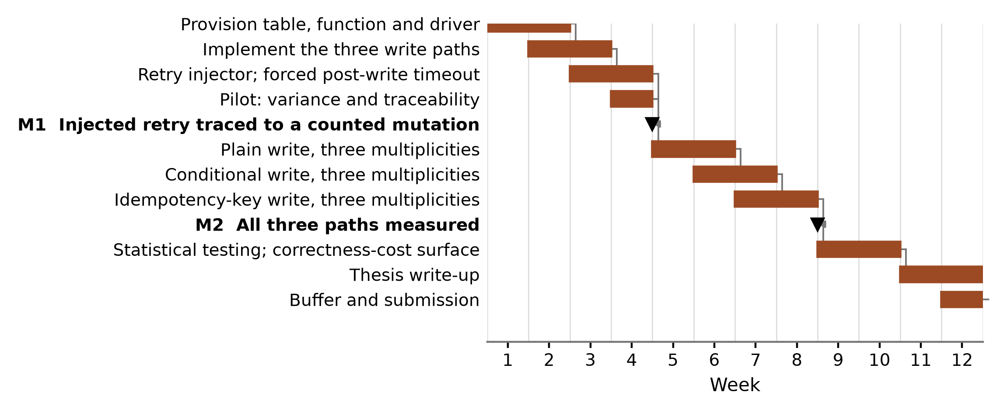 Provision table, function and driver
Implement the three write paths
Retry injector; forced post-write timeout
Pilot: variance and traceability
M1  Injected retry traced to a counted mutation
Plain write, three multiplicities
Conditional write, three multiplicities
Idempotency-key write, three multiplicities
M2  All three paths measured
Statistical testing; correctness-cost surface
Thesis write-up
Buffer and submission
1 2 3 4 5 6 7 8 9 10 11 12
Week